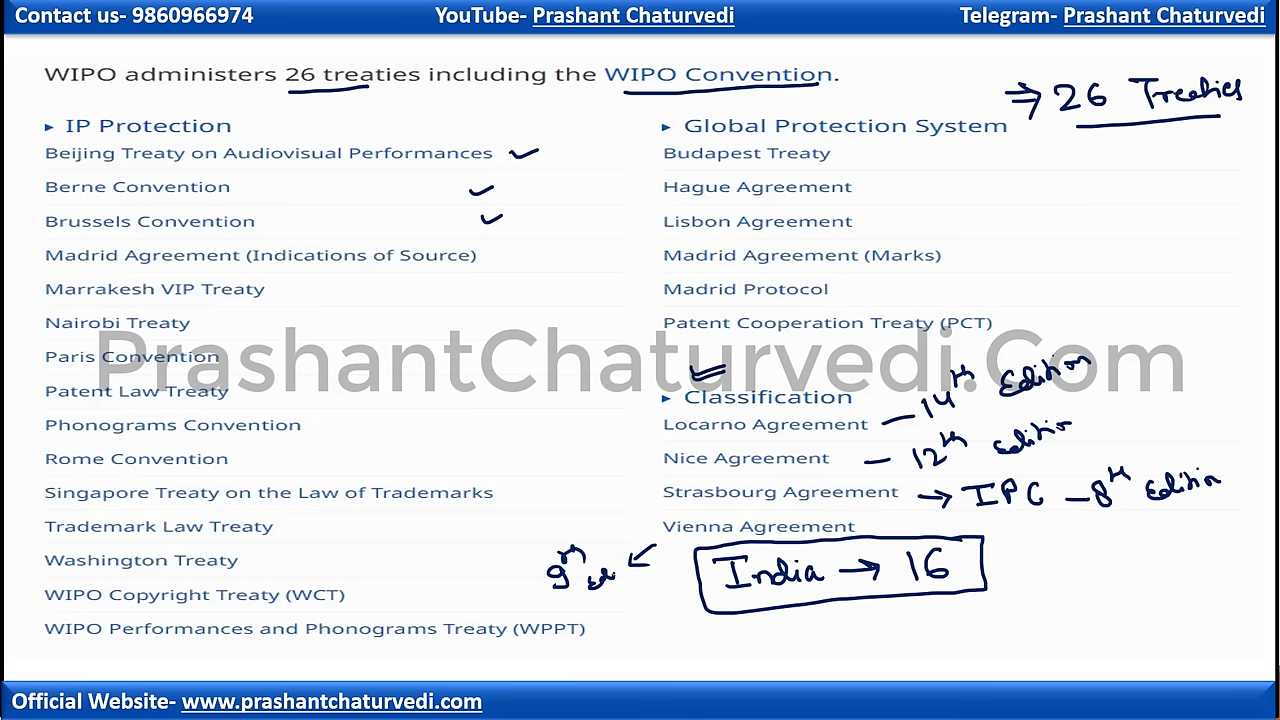 Contact us- 9860966974 YouTube- Prashant Chaturvedi Telegram- Prashant Chaturvedi
WIPO administers 26 treaties including the WIPO Convention.
⇒ 26 Treaties
▸ IP Protection
Beijing Treaty on Audiovisual Performances ✓
Berne Convention ✓
Brussels Convention ✓
Madrid Agreement (Indications of Source)
Marrakesh VIP Treaty
Nairobi Treaty
Paris Convention
Patent Law Treaty
Phonograms Convention
Rome Convention
Singapore Treaty on the Law of Trademarks
Trademark Law Treaty
Washington Treaty
WIPO Copyright Treaty (WCT)
WIPO Performances and Phonograms Treaty (WPPT)
▸ Global Protection System
Budapest Treaty
Hague Agreement
Lisbon Agreement
Madrid Agreement (Marks)
Madrid Protocol
Patent Cooperation Treaty (PCT)
▸ Classification
Locarno Agreement – 14th Edition
Nice Agreement – 12th Edition
Strasbourg Agreement → IPC – 8th Edition
Vienna Agreement
9th ed ←
India → 16
PrashantChaturvedi.Com
Official Website- www.prashantchaturvedi.com